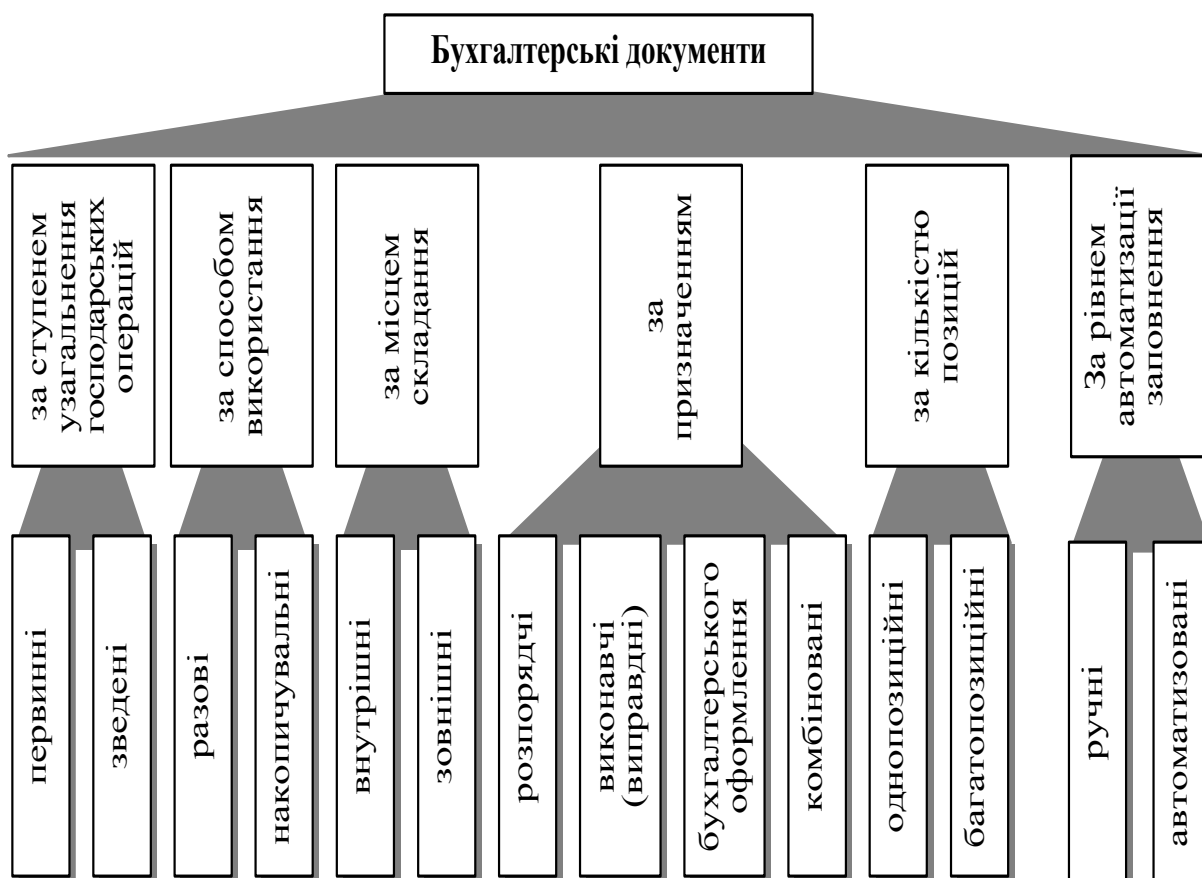 Бухгалтерські документи
за ступенем
узагальнення
господарських
операцій
за способом
використання
за місцем
складання
за
призначенням
за кількістю
позицій
За рівнем
автоматизації
заповнення
первинні
зведені
разові
накопичувальні
внутрішні
зовнішні
розпорядчі
виконавчі
(виправдні)
бухгалтерського
оформлення
комбіновані
однопозиційні
багатопозиційні
ручні
автоматизовані